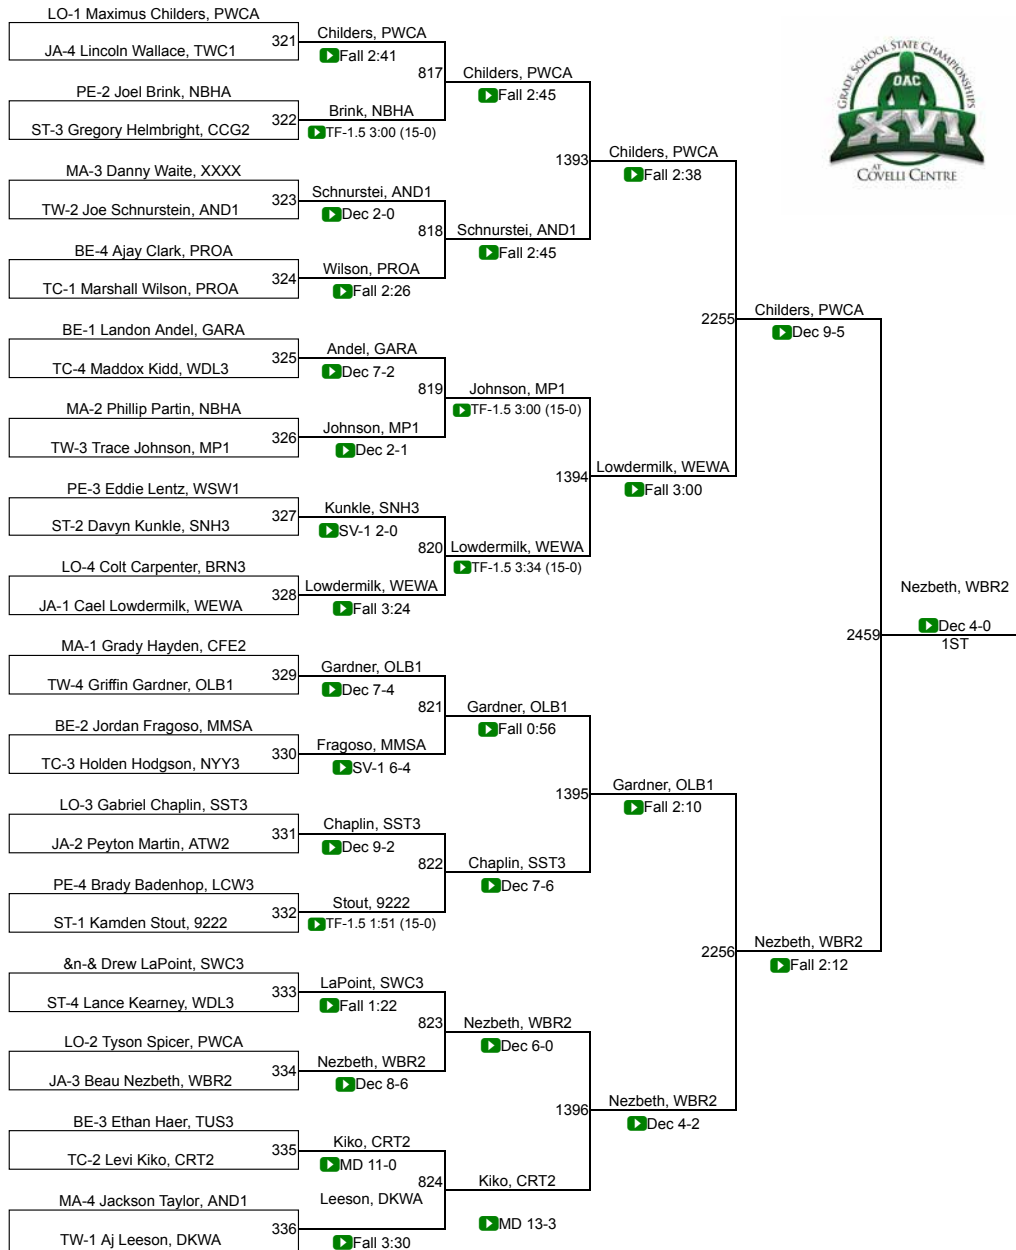 LO-1 Maximus Childers, PWCA
JA-4 Lincoln Wallace, TWC1
321
Childers, PWCA
Fall 2:41
PE-2 Joel Brink, NBHA
ST-3 Gregory Helmbright, CCG2
322
Brink, NBHA
TF-1.5 3:00 (15-0)
817
Childers, PWCA
Fall 2:45
MA-3 Danny Waite, XXXX
TW-2 Joe Schnurstein, AND1
323
Schnurstei, AND1
Dec 2-0
BE-4 Ajay Clark, PROA
TC-1 Marshall Wilson, PROA
324
Wilson, PROA
Fall 2:26
818
Schnurstei, AND1
Fall 2:45
1393
Childers, PWCA
Fall 2:38
BE-1 Landon Andel, GARA
TC-4 Maddox Kidd, WDL3
325
Andel, GARA
Dec 7-2
MA-2 Phillip Partin, NBHA
TW-3 Trace Johnson, MP1
326
Johnson, MP1
Dec 2-1
819
Johnson, MP1
TF-1.5 3:00 (15-0)
PE-3 Eddie Lentz, WSW1
ST-2 Davyn Kunkle, SNH3
327
Kunkle, SNH3
SV-1 2-0
LO-4 Colt Carpenter, BRN3
JA-1 Cael Lowdermilk, WEWA
328
Lowdermilk, WEWA
Fall 3:24
820
Lowdermilk, WEWA
TF-1.5 3:34 (15-0)
1394
Lowdermilk, WEWA
Fall 3:00
2255
Childers, PWCA
Dec 9-5
MA-1 Grady Hayden, CFE2
TW-4 Griffin Gardner, OLB1
329
Gardner, OLB1
Dec 7-4
BE-2 Jordan Fragoso, MMSA
TC-3 Holden Hodgson, NYY3
330
Fragoso, MMSA
SV-1 6-4
821
Gardner, OLB1
Fall 0:56
LO-3 Gabriel Chaplin, SST3
JA-2 Peyton Martin, ATW2
331
Chaplin, SST3
Dec 9-2
PE-4 Brady Badenhop, LCW3
ST-1 Kamden Stout, 9222
332
Stout, 9222
TF-1.5 1:51 (15-0)
822
Chaplin, SST3
Dec 7-6
1395
Gardner, OLB1
Fall 2:10
&n-& Drew LaPoint, SWC3
ST-4 Lance Kearney, WDL3
333
LaPoint, SWC3
Fall 1:22
LO-2 Tyson Spicer, PWCA
JA-3 Beau Nezbeth, WBR2
334
Nezbeth, WBR2
Dec 8-6
823
Nezbeth, WBR2
Dec 6-0
BE-3 Ethan Haer, TUS3
TC-2 Levi Kiko, CRT2
335
Kiko, CRT2
MD 11-0
MA-4 Jackson Taylor, AND1
TW-1 Aj Leeson, DKWA
336
Leeson, DKWA
Fall 3:30
824
Kiko, CRT2
MD 13-3
1396
Nezbeth, WBR2
Dec 4-2
2256
Nezbeth, WBR2
Fall 2:12
2459
Nezbeth, WBR2
Dec 4-0
1ST
GRADE SCHOOL STATE CHAMPIONSHIPS
OAC
XVI
AT
COVELLI CENTRE